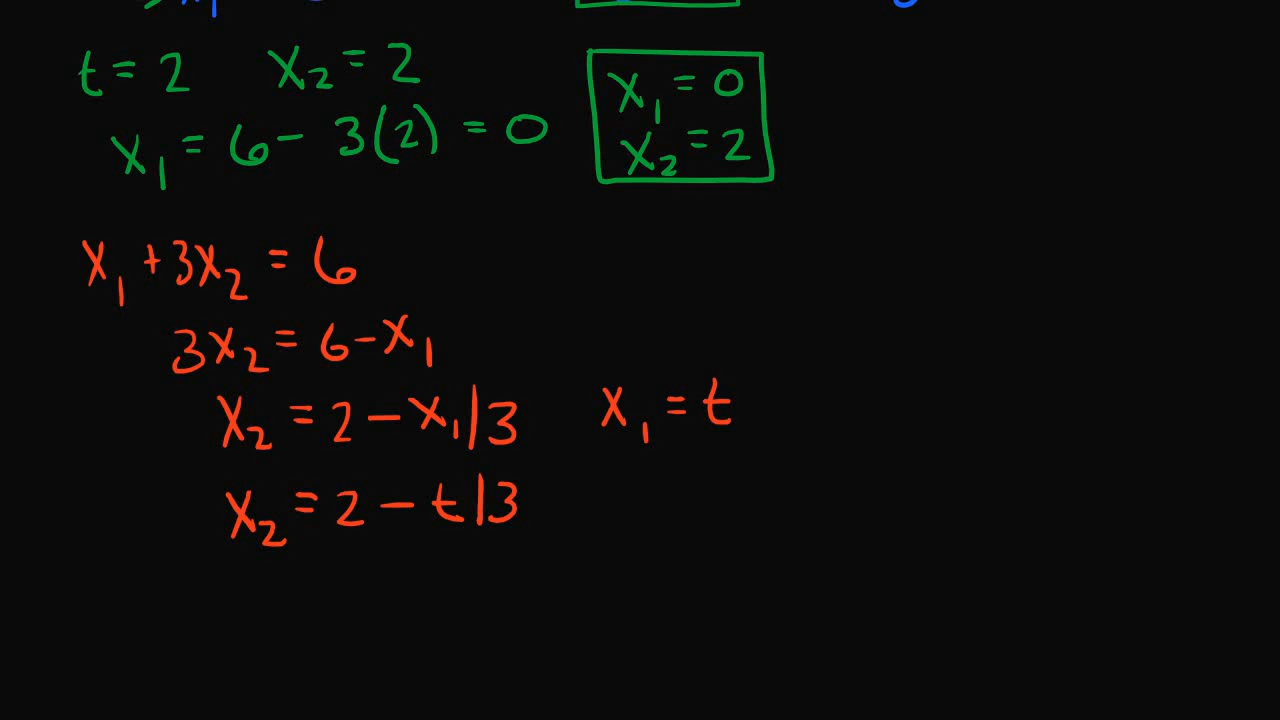 t = 2 x₂ = 2
x₁ = 6 - 3(2) = 0
x₁ = 0
x₂ = 2
x₁ + 3x₂ = 6
3x₂ = 6 - x₁
x₂ = 2 - x₁/3 x₁ = t
x₂ = 2 - t/3